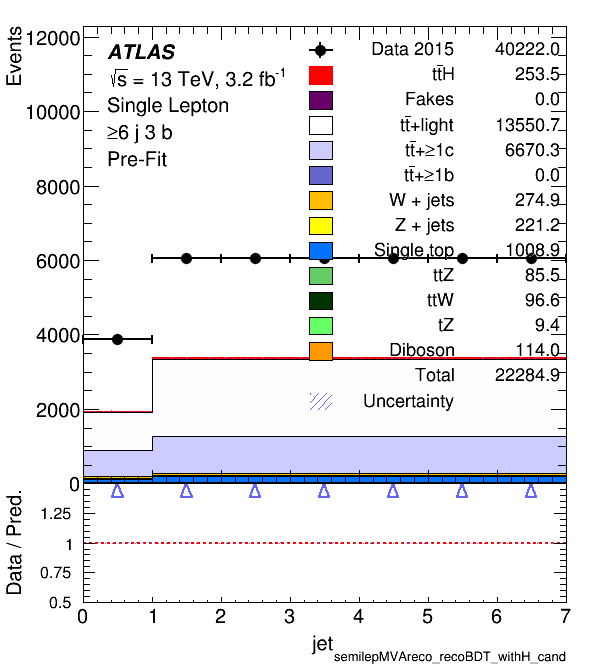 Events
12000
10000
8000
6000
4000
2000
0
ATLAS
√s = 13 TeV, 3.2 fb-1
Single Lepton
≥6 j 3 b
Pre-Fit
Data 2015 40222.0
tt̄H 253.5
Fakes 0.0
tt̄+light 13550.7
tt̄+≥1c 6670.3
tt̄+≥1b 0.0
W + jets 274.9
Z + jets 221.2
Single top 1008.9
ttZ 85.5
ttW 96.6
tZ 9.4
Diboson 114.0
Total 22284.9
Uncertainty
Data / Pred.
1.25
1
0.75
0.5
0 1 2 3 4 5 6 7
jet
semilepMVAreco_recoBDT_withH_cand